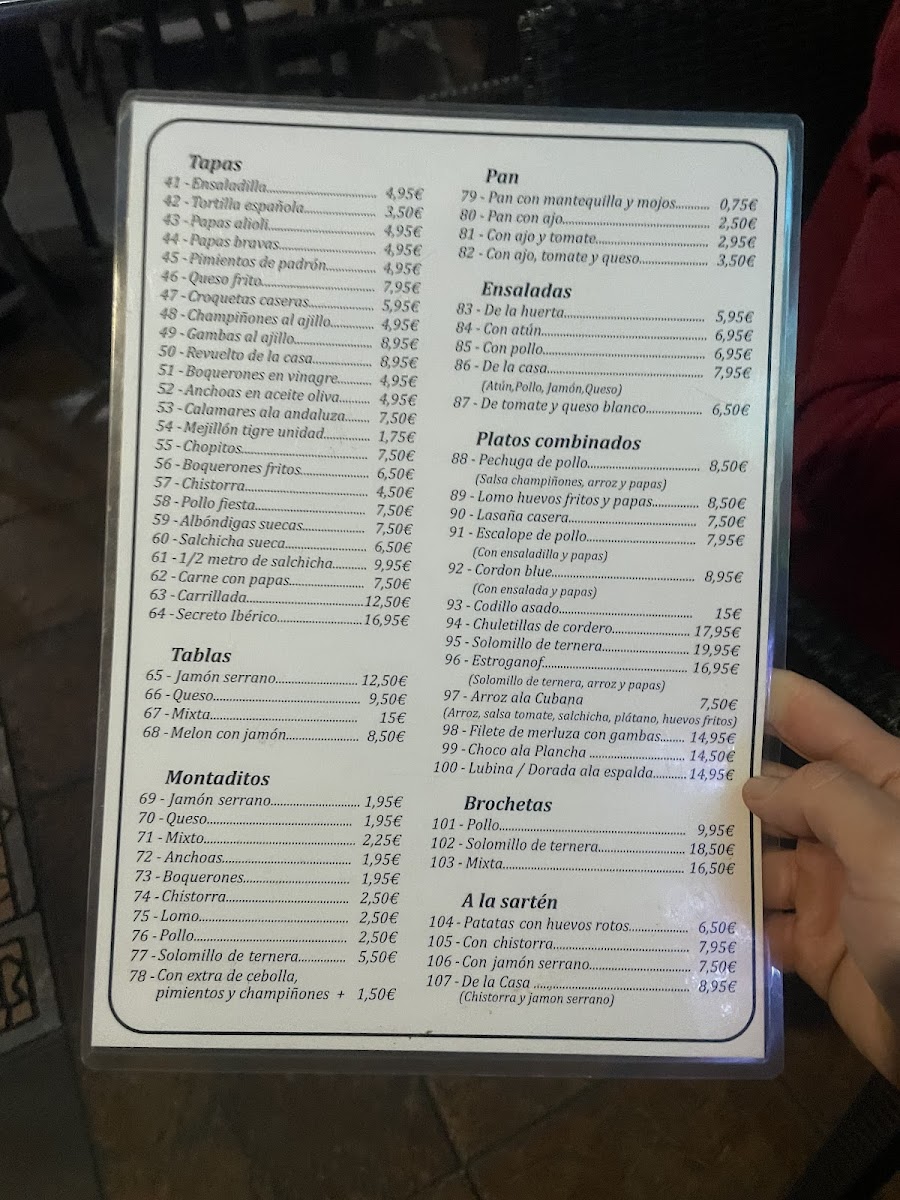 Tapas
41 - Ensaladilla 4,95€
42 - Tortilla española 3,50€
43 - Papas alioli 4,95€
44 - Papas bravas 4,95€
45 - Pimientos de padrón 4,95€
46 - Queso frito 7,95€
47 - Croquetas caseras 5,95€
48 - Champiñones al ajillo 4,95€
49 - Gambas al ajillo 8,95€
50 - Revuelto de la casa 8,95€
51 - Boquerones en vinagre 4,95€
52 - Anchoas en aceite oliva 4,95€
53 - Calamares ala andaluza 7,50€
54 - Mejillón tigre unidad 1,75€
55 - Chopitos 7,50€
56 - Boquerones fritos 6,50€
57 - Chistorra 4,50€
58 - Pollo fiesta 7,50€
59 - Albóndigas suecas 7,50€
60 - Salchicha sueca 6,50€
61 - 1/2 metro de salchicha 9,95€
62 - Carne con papas 7,50€
63 - Carrillada 12,50€
64 - Secreto Ibérico 16,95€
Tablas
65 - Jamón serrano 12,50€
66 - Queso 9,50€
67 - Mixta 15€
68 - Melon con jamón 8,50€
Montaditos
69 - Jamón serrano 1,95€
70 - Queso 1,95€
71 - Mixto 2,25€
72 - Anchoas 1,95€
73 - Boquerones 1,95€
74 - Chistorra 2,50€
75 - Lomo 2,50€
76 - Pollo 2,50€
77 - Solomillo de ternera 5,50€
78 - Con extra de cebolla,
pimientos y champiñones + 1,50€
Pan
79 - Pan con mantequilla y mojos 0,75€
80 - Pan con ajo 2,50€
81 - Con ajo y tomate 2,95€
82 - Con ajo, tomate y queso 3,50€
Ensaladas
83 - De la huerta 5,95€
84 - Con atún 6,95€
85 - Con pollo 6,95€
86 - De la casa 7,95€
(Atún,Pollo, Jamón,Queso)
87 - De tomate y queso blanco 6,50€
Platos combinados
88 - Pechuga de pollo 8,50€
(Salsa champiñones, arroz y papas)
89 - Lomo huevos fritos y papas 8,50€
90 - Lasaña casera 7,50€
91 - Escalope de pollo 7,95€
(Con ensaladilla y papas)
92 - Cordon blue 8,95€
(Con ensalada y papas)
93 - Codillo asado 15€
94 - Chuletillas de cordero 17,95€
95 - Solomillo de ternera 19,95€
96 - Estroganof 16,95€
(Solomillo de ternera, arroz y papas)
97 - Arroz ala Cubana 7,50€
(Arroz, salsa tomate, salchicha, plátano, huevos fritos)
98 - Filete de merluza con gambas 14,95€
99 - Choco ala Plancha 14,50€
100 - Lubina / Dorada ala espalda 14,95€
Brochetas
101 - Pollo 9,95€
102 - Solomillo de ternera 18,50€
103 - Mixta 16,50€
A la sartén
104 - Patatas con huevos rotos 6,50€
105 - Con chistorra 7,95€
106 - Con jamón serrano 7,50€
107 - De la Casa 8,95€
(Chistorra y jamon serrano)